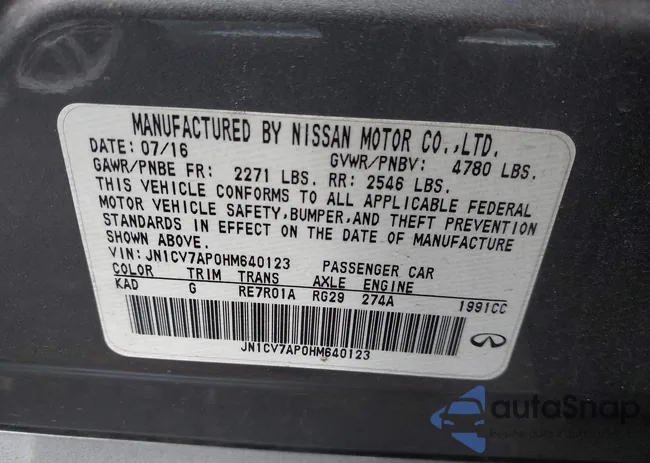 MANUFACTURED BY NISSAN MOTOR CO.,LTD.
DATE: 07/16 GVWR/PNBV: 4780 LBS.
GAWR/PNBE FR: 2271 LBS. RR: 2546 LBS.
THIS VEHICLE CONFORMS TO ALL APPLICABLE FEDERAL
MOTOR VEHICLE SAFETY,BUMPER,AND THEFT PREVENTION
STANDARDS IN EFFECT ON THE DATE OF MANUFACTURE
SHOWN ABOVE.
VIN:JN1CV7AP0HM640123 PASSENGER CAR
COLOR TRIM TRANS AXLE ENGINE
KAD G RE7R01A RG29 274A 1991CC
JN1CV7AP0HM640123
autoSnap